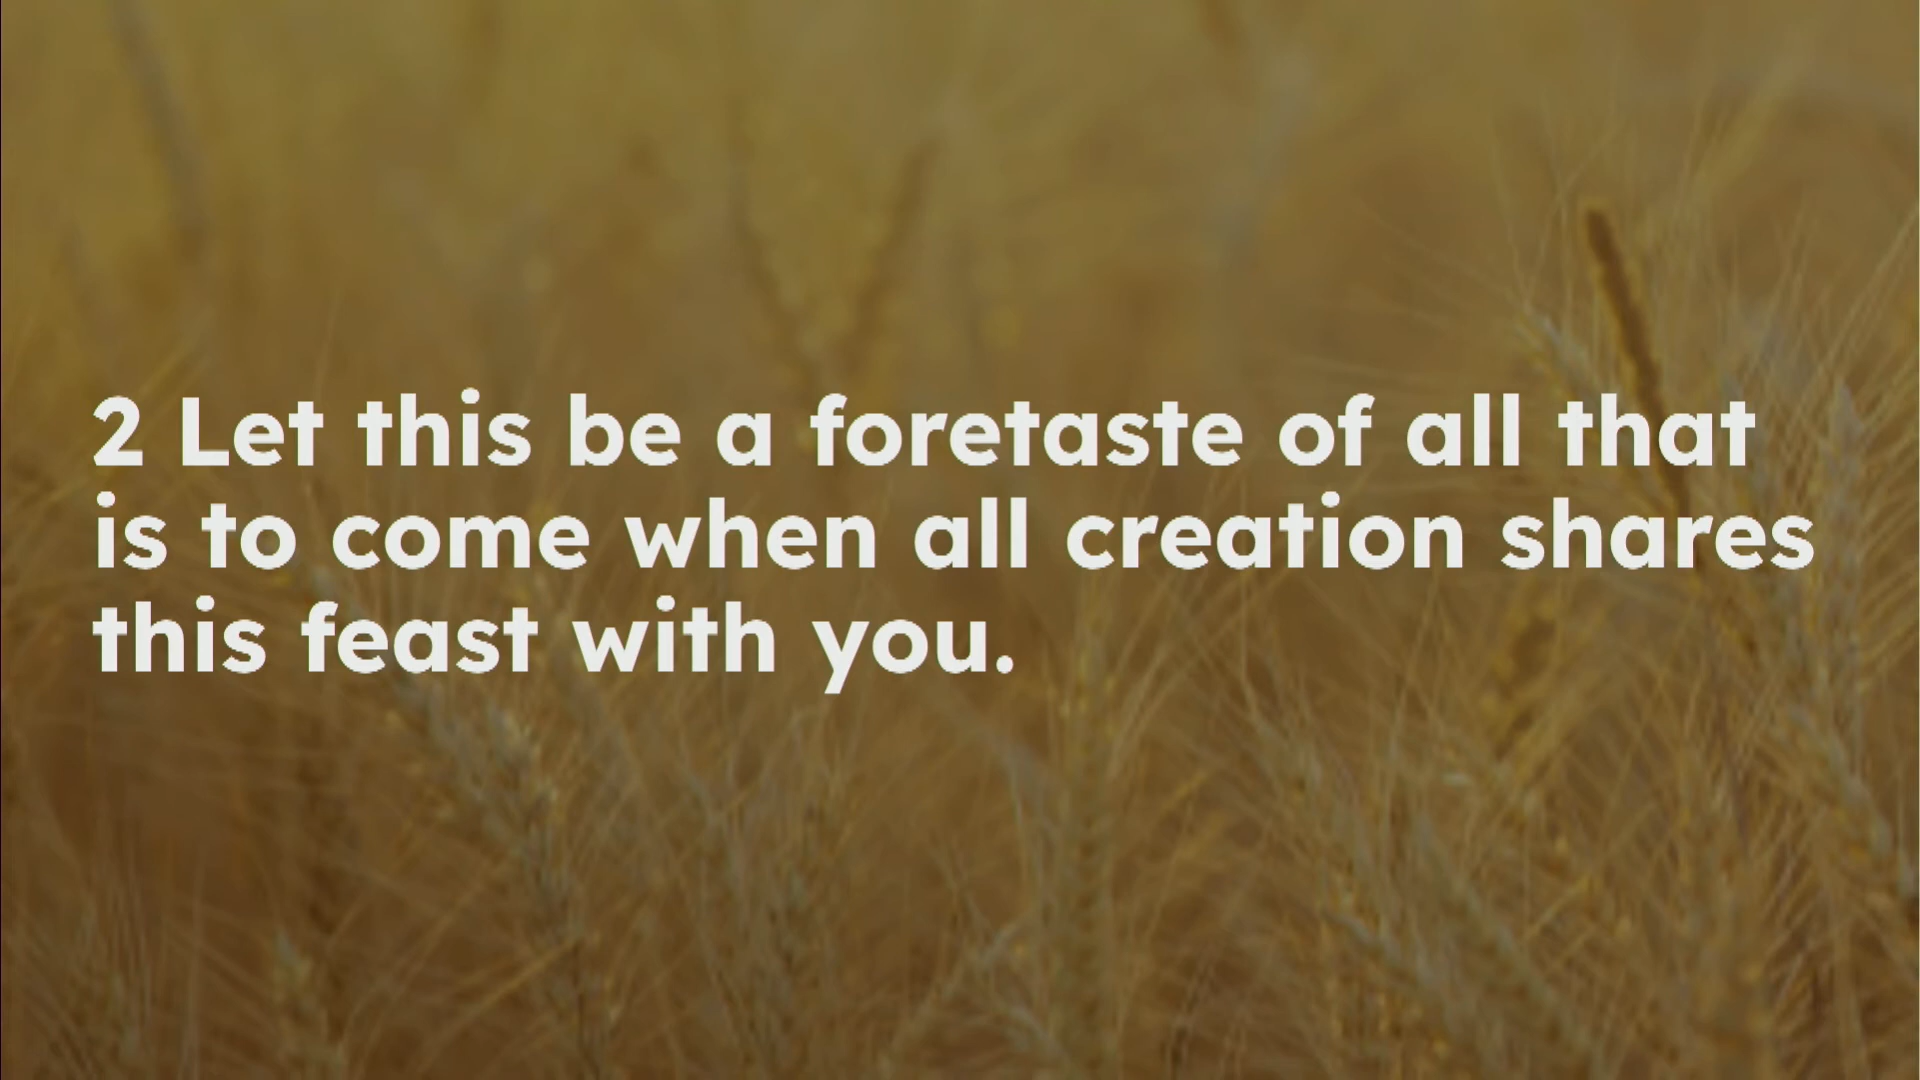 2 Let this be a foretaste of all that
is to come when all creation shares
this feast with you.